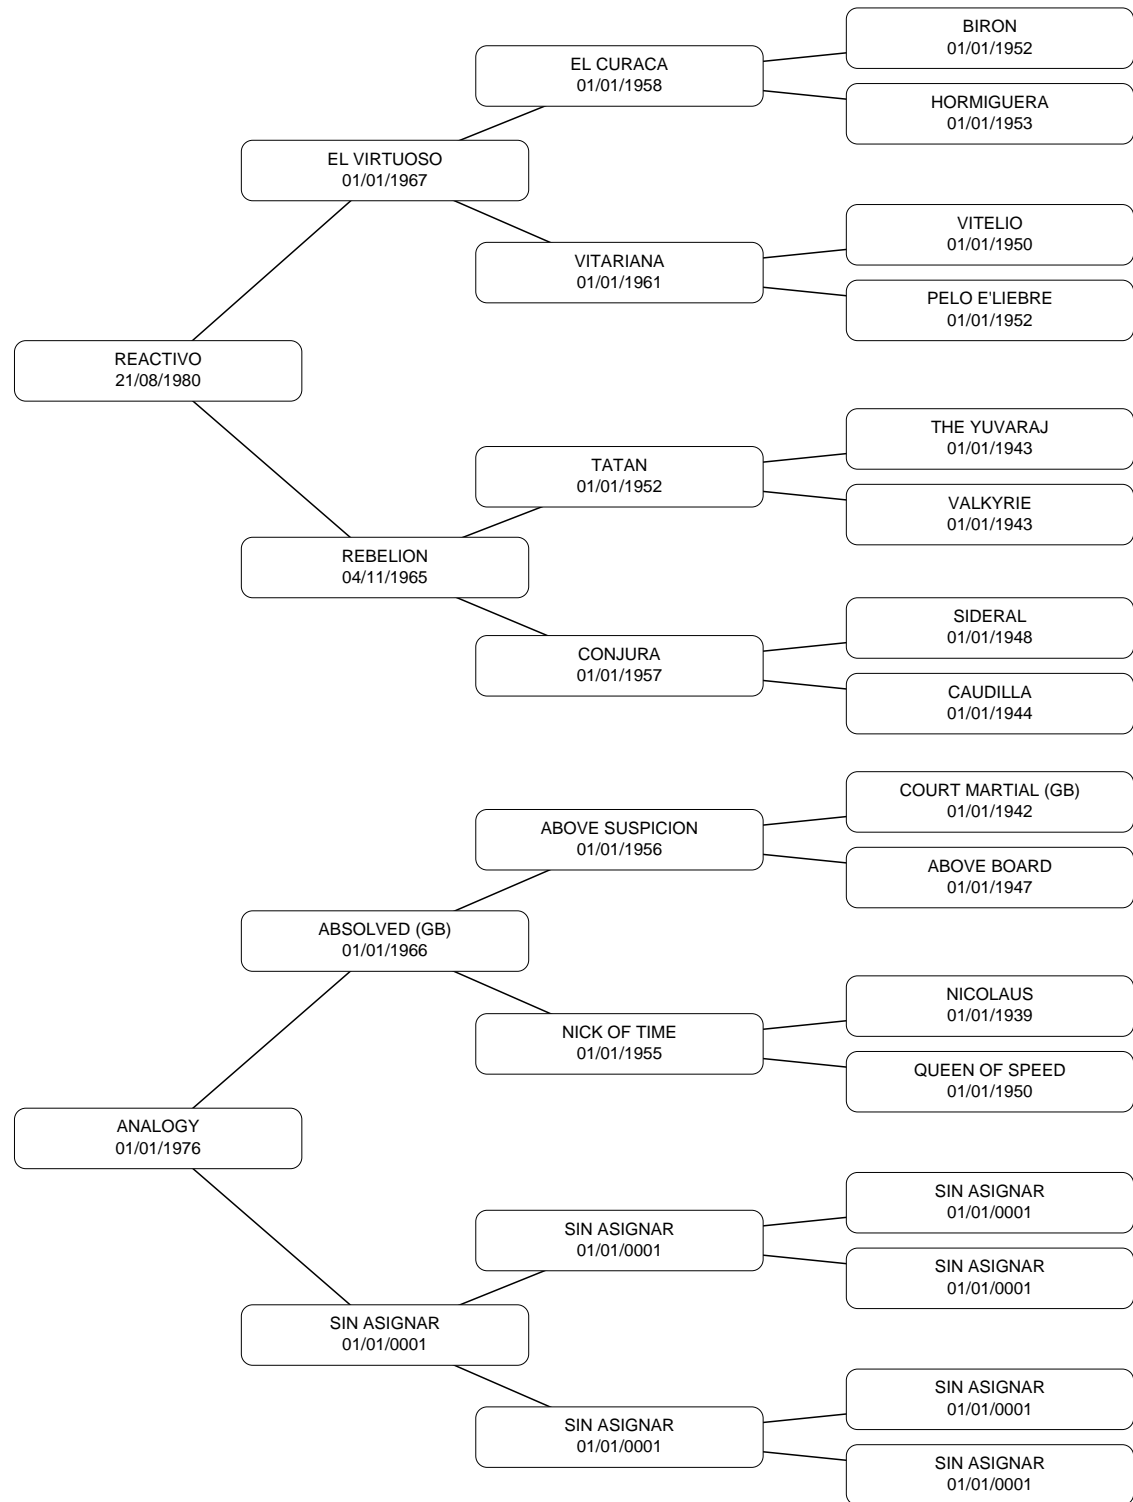 BIRON
01/01/1952
EL CURACA
01/01/1958
HORMIGUERA
01/01/1953
EL VIRTUOSO
01/01/1967
VITELIO
01/01/1950
VITARIANA
01/01/1961
PELO E'LIEBRE
01/01/1952
REACTIVO
21/08/1980
THE YUVARAJ
01/01/1943
TATAN
01/01/1952
VALKYRIE
01/01/1943
REBELION
04/11/1965
SIDERAL
01/01/1948
CONJURA
01/01/1957
CAUDILLA
01/01/1944
COURT MARTIAL (GB)
01/01/1942
ABOVE SUSPICION
01/01/1956
ABOVE BOARD
01/01/1947
ABSOLVED (GB)
01/01/1966
NICOLAUS
01/01/1939
NICK OF TIME
01/01/1955
QUEEN OF SPEED
01/01/1950
ANALOGY
01/01/1976
SIN ASIGNAR
01/01/0001
SIN ASIGNAR
01/01/0001
SIN ASIGNAR
01/01/0001
SIN ASIGNAR
01/01/0001
SIN ASIGNAR
01/01/0001
SIN ASIGNAR
01/01/0001
SIN ASIGNAR
01/01/0001